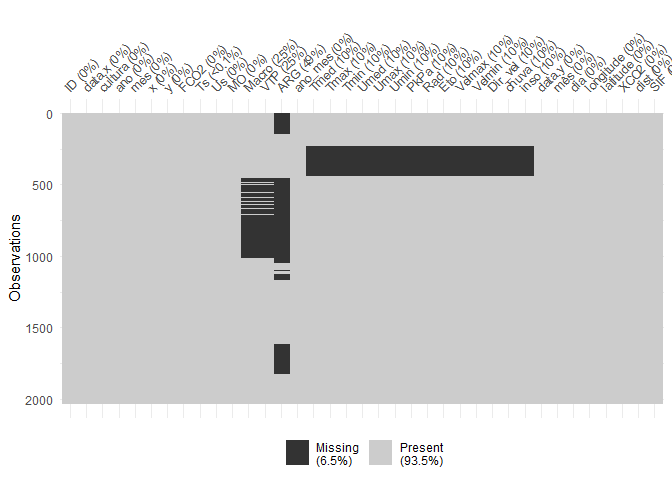 ID (0%)
data_x (0%)
cultura (0%)
ano (0%)
mes (0%)
x (0%)
y (0%)
FCO2 (0%)
Ts (<0.1%)
Us (0%)
MO (0%)
Macro (25%)
VTP (25%)
ARG (49%)
ano_mes (0%)
Tmed (10%)
Tmax (10%)
Tmin (10%)
Umed (10%)
Umax (10%)
Umin (10%)
PkPa (10%)
Rad (10%)
Eto (10%)
Velmax (10%)
Velmin (10%)
Dir_vel (10%)
chuva (10%)
inso (10%)
data_y (0%)
mês (0%)
dia (0%)
longitude (0%)
latitude (0%)
XCO2 (0%)
dist (0%)
SIF
0
500
1000
1500
2000
Observations
Missing
(6.5%)
Present
(93.5%)